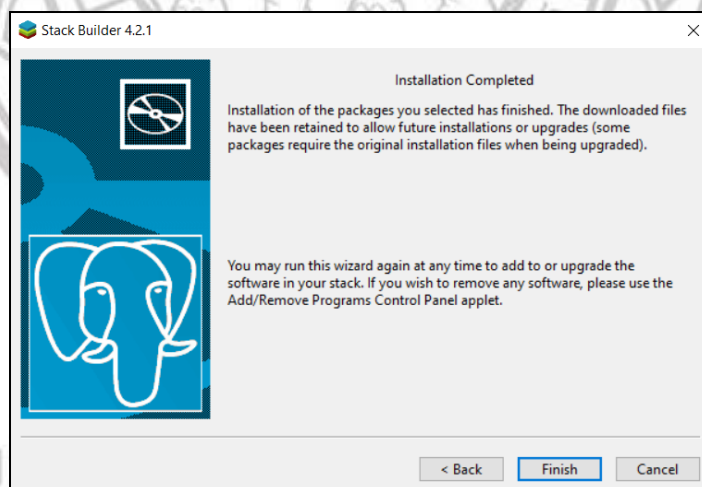 Stack Builder 4.2.1
Installation Completed
Installation of the packages you selected has finished. The downloaded files
have been retained to allow future installations or upgrades (some
packages require the original installation files when being upgraded).
You may run this wizard again at any time to add to or upgrade the
software in your stack. If you wish to remove any software, please use the
Add/Remove Programs Control Panel applet.
< Back
Finish
Cancel